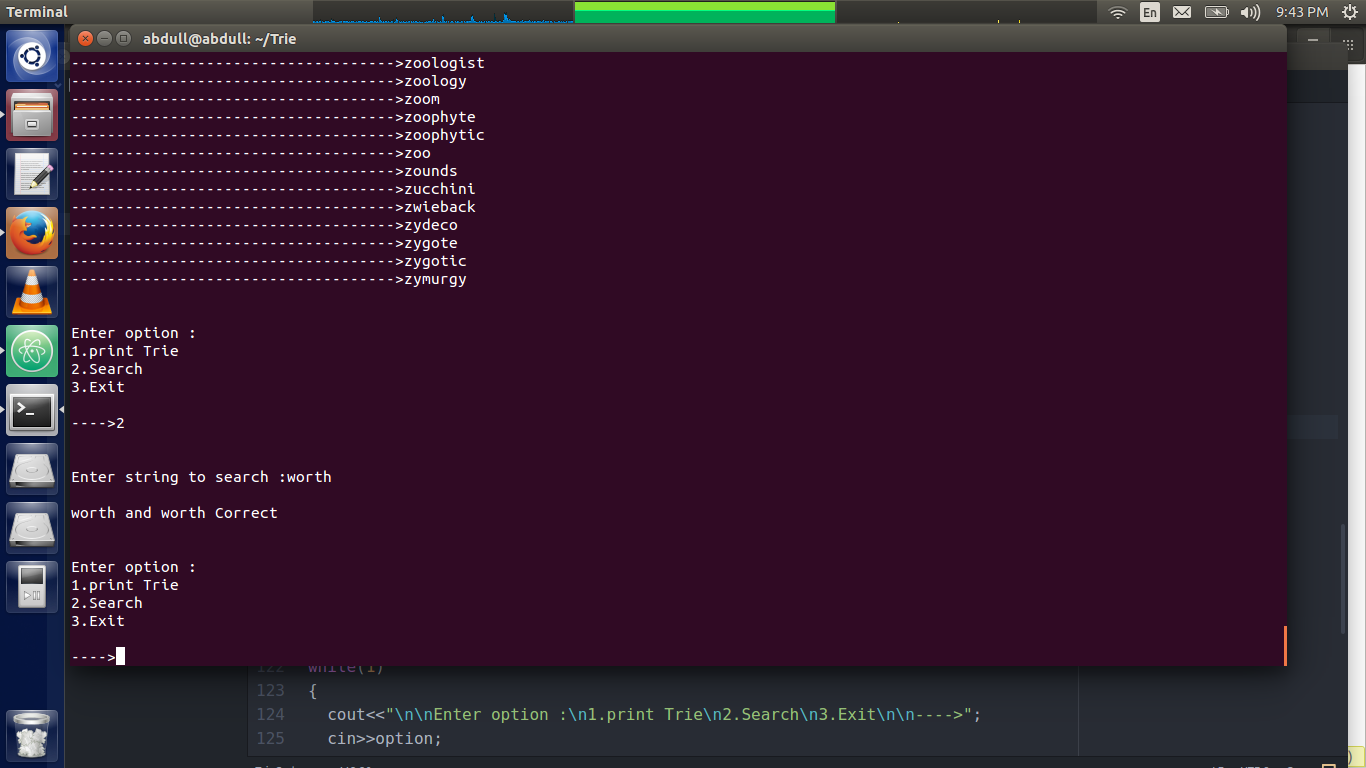 Terminal
En
9:43 PM
abdull@abdull: ~/Trie
------------------------------------>zoologist
------------------------------------>zoology
------------------------------------>zoom
------------------------------------>zoophyte
------------------------------------>zoophytic
------------------------------------>zoo
------------------------------------>zounds
------------------------------------>zucchini
------------------------------------>zwieback
------------------------------------>zydeco
------------------------------------>zygote
------------------------------------>zygotic
------------------------------------>zymurgy
Enter option :
1.print Trie
2.Search
3.Exit
---->2
Enter string to search :worth
worth and worth Correct
Enter option :
1.print Trie
2.Search
3.Exit
---->
122 while(1)
123 {
124 cout<<"\n\nEnter option :\n1.print Trie\n2.Search\n3.Exit\n\n---->";
125 cin>>option;